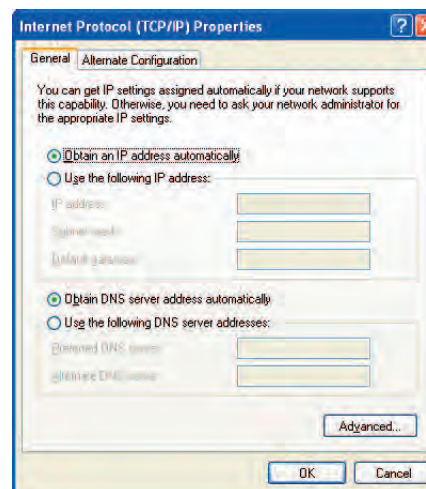 Internet Protocol (TCP/IP) Properties
General
Alternate Configuration
You can get IP settings assigned automatically if your network supports
this capability. Otherwise, you need to ask your network administrator for
the appropriate IP settings.
Obtain an IP address automatically
Use the following IP address:
IP address:
Subnet mask:
Default gateway:
Obtain DNS server address automatically
Use the following DNS server addresses:
Preferred DNS server:
Alternate DNS server:
Advanced...
OK
Cancel